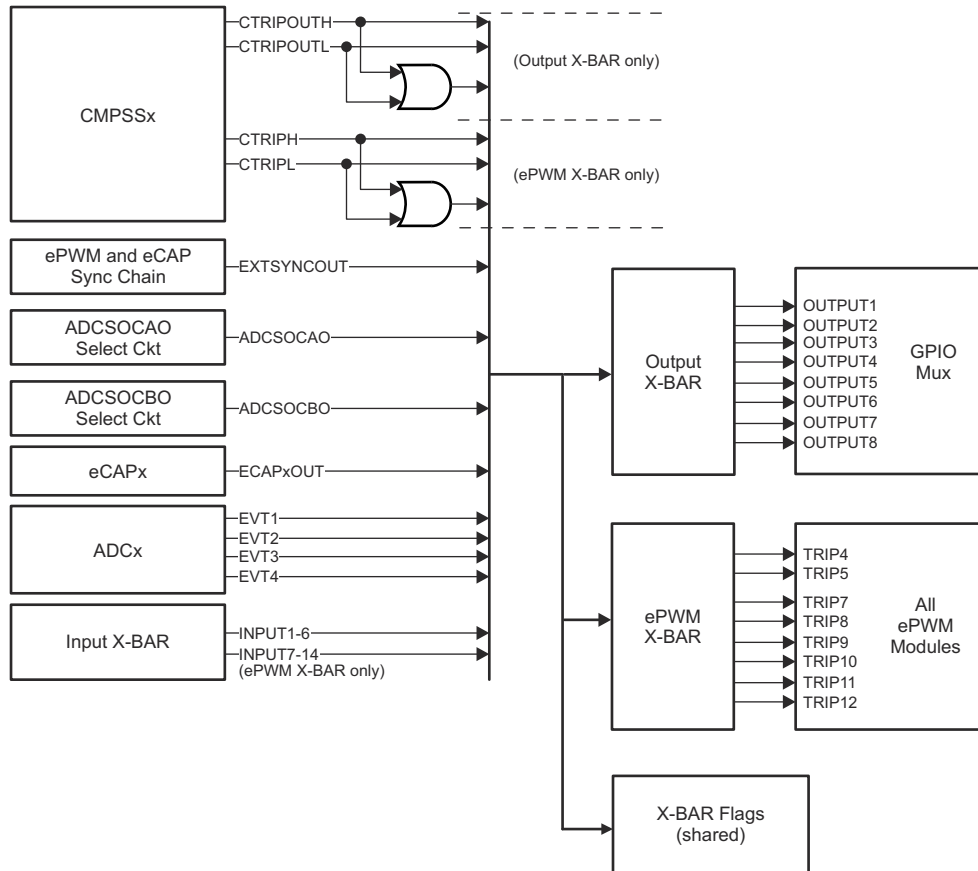 CMPSSx
CTRIPOUTH
CTRIPOUTL
(Output X-BAR only)
CTRIPH
CTRIPL
(ePWM X-BAR only)
ePWM and eCAP
Sync Chain
EXTSYNCOUT
ADCSOCAO
Select Ckt
ADCSOCAO
ADCSOCBO
Select Ckt
ADCSOCBO
eCAPx
ECAPxOUT
ADCx
EVT1
EVT2
EVT3
EVT4
Input X-BAR
INPUT1-6
INPUT7-14
(ePWM X-BAR only)
Output
X-BAR
OUTPUT1
OUTPUT2
OUTPUT3
OUTPUT4
OUTPUT5
OUTPUT6
OUTPUT7
OUTPUT8
GPIO
Mux
ePWM
X-BAR
TRIP4
TRIP5
TRIP7
TRIP8
TRIP9
TRIP10
TRIP11
TRIP12
All
ePWM
Modules
X-BAR Flags
(shared)